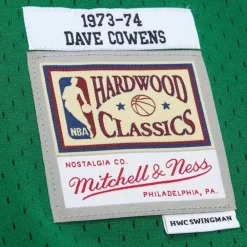 1973-74
DAVE COWENS
HARDWOOD
NBA
CLASSICS
NOSTALGIA CO.
Mitchell & Ness
PHILADELPHIA, PA.
HWC SWINGMAN